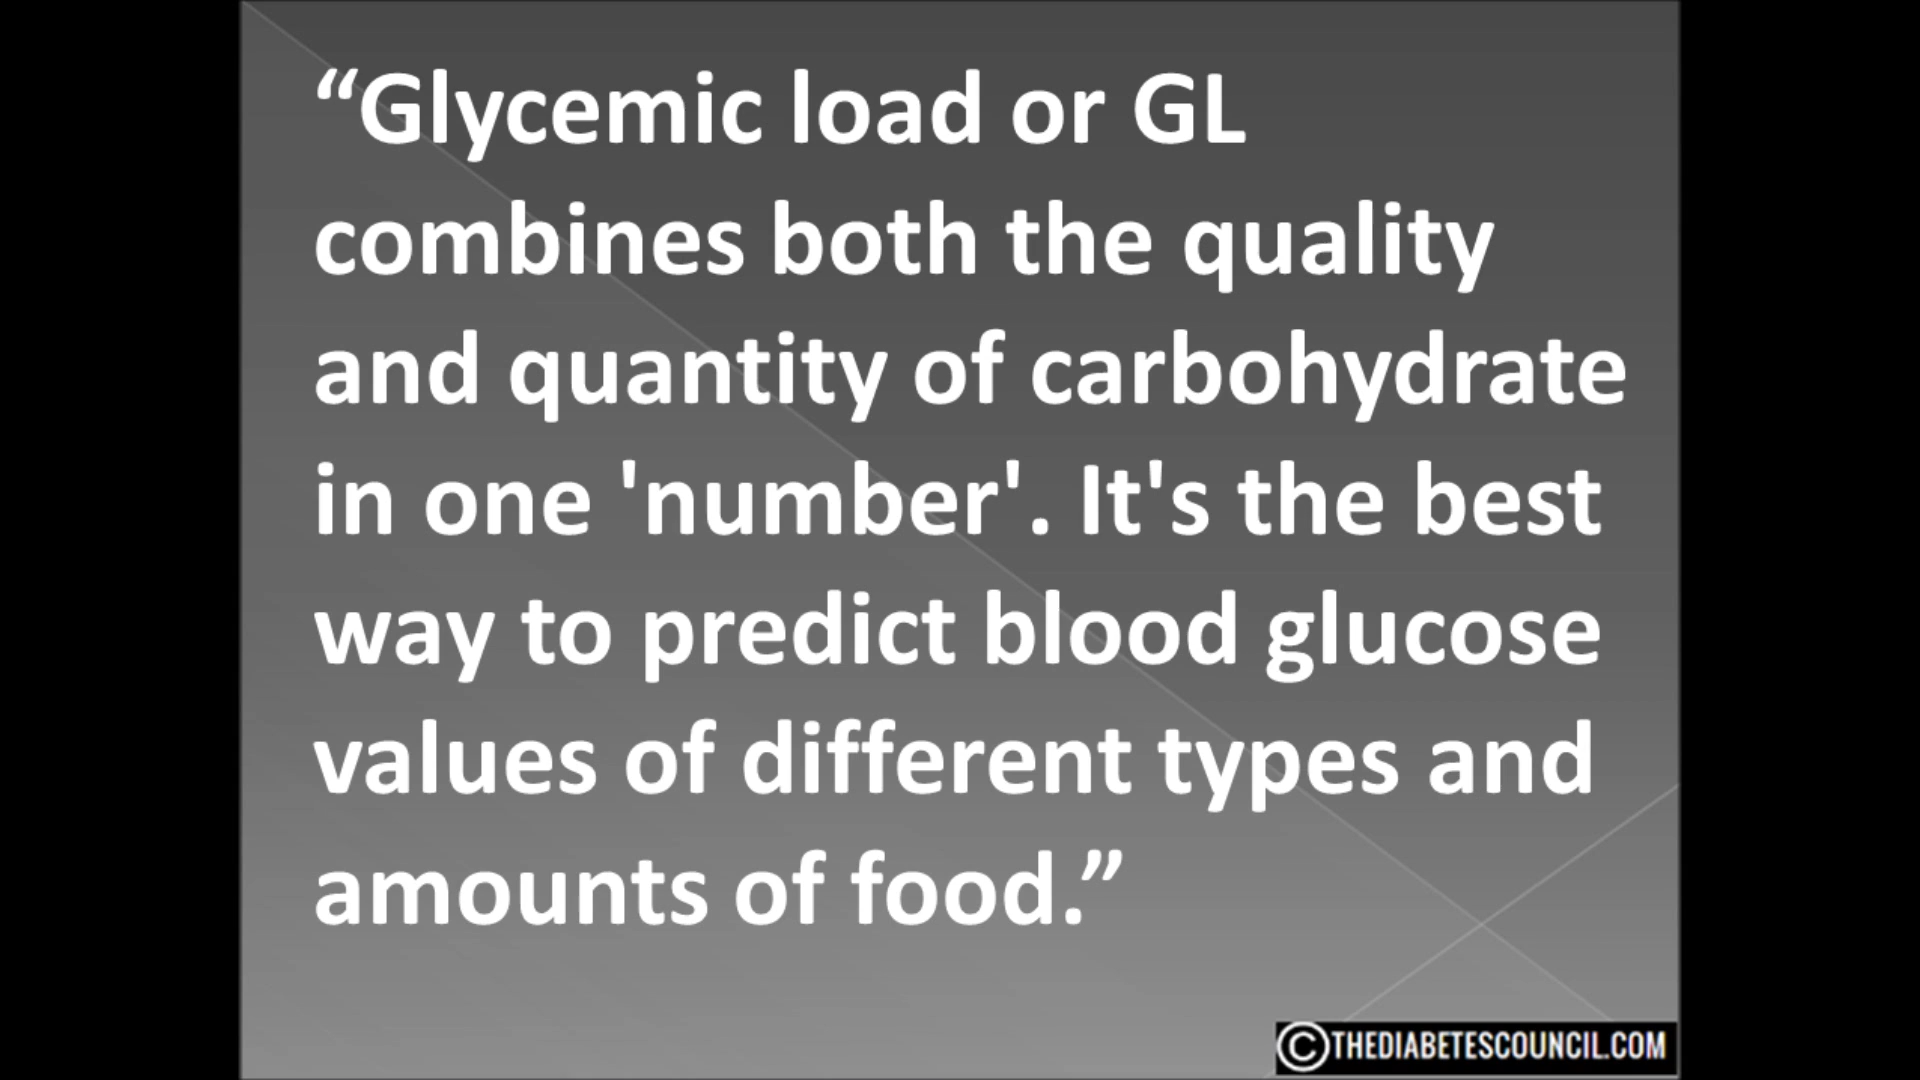 “Glycemic load or GL
combines both the quality
and quantity of carbohydrate
in one 'number'. It's the best
way to predict blood glucose
values of different types and
amounts of food.”
©THEDIABETESCOUNCIL.COM